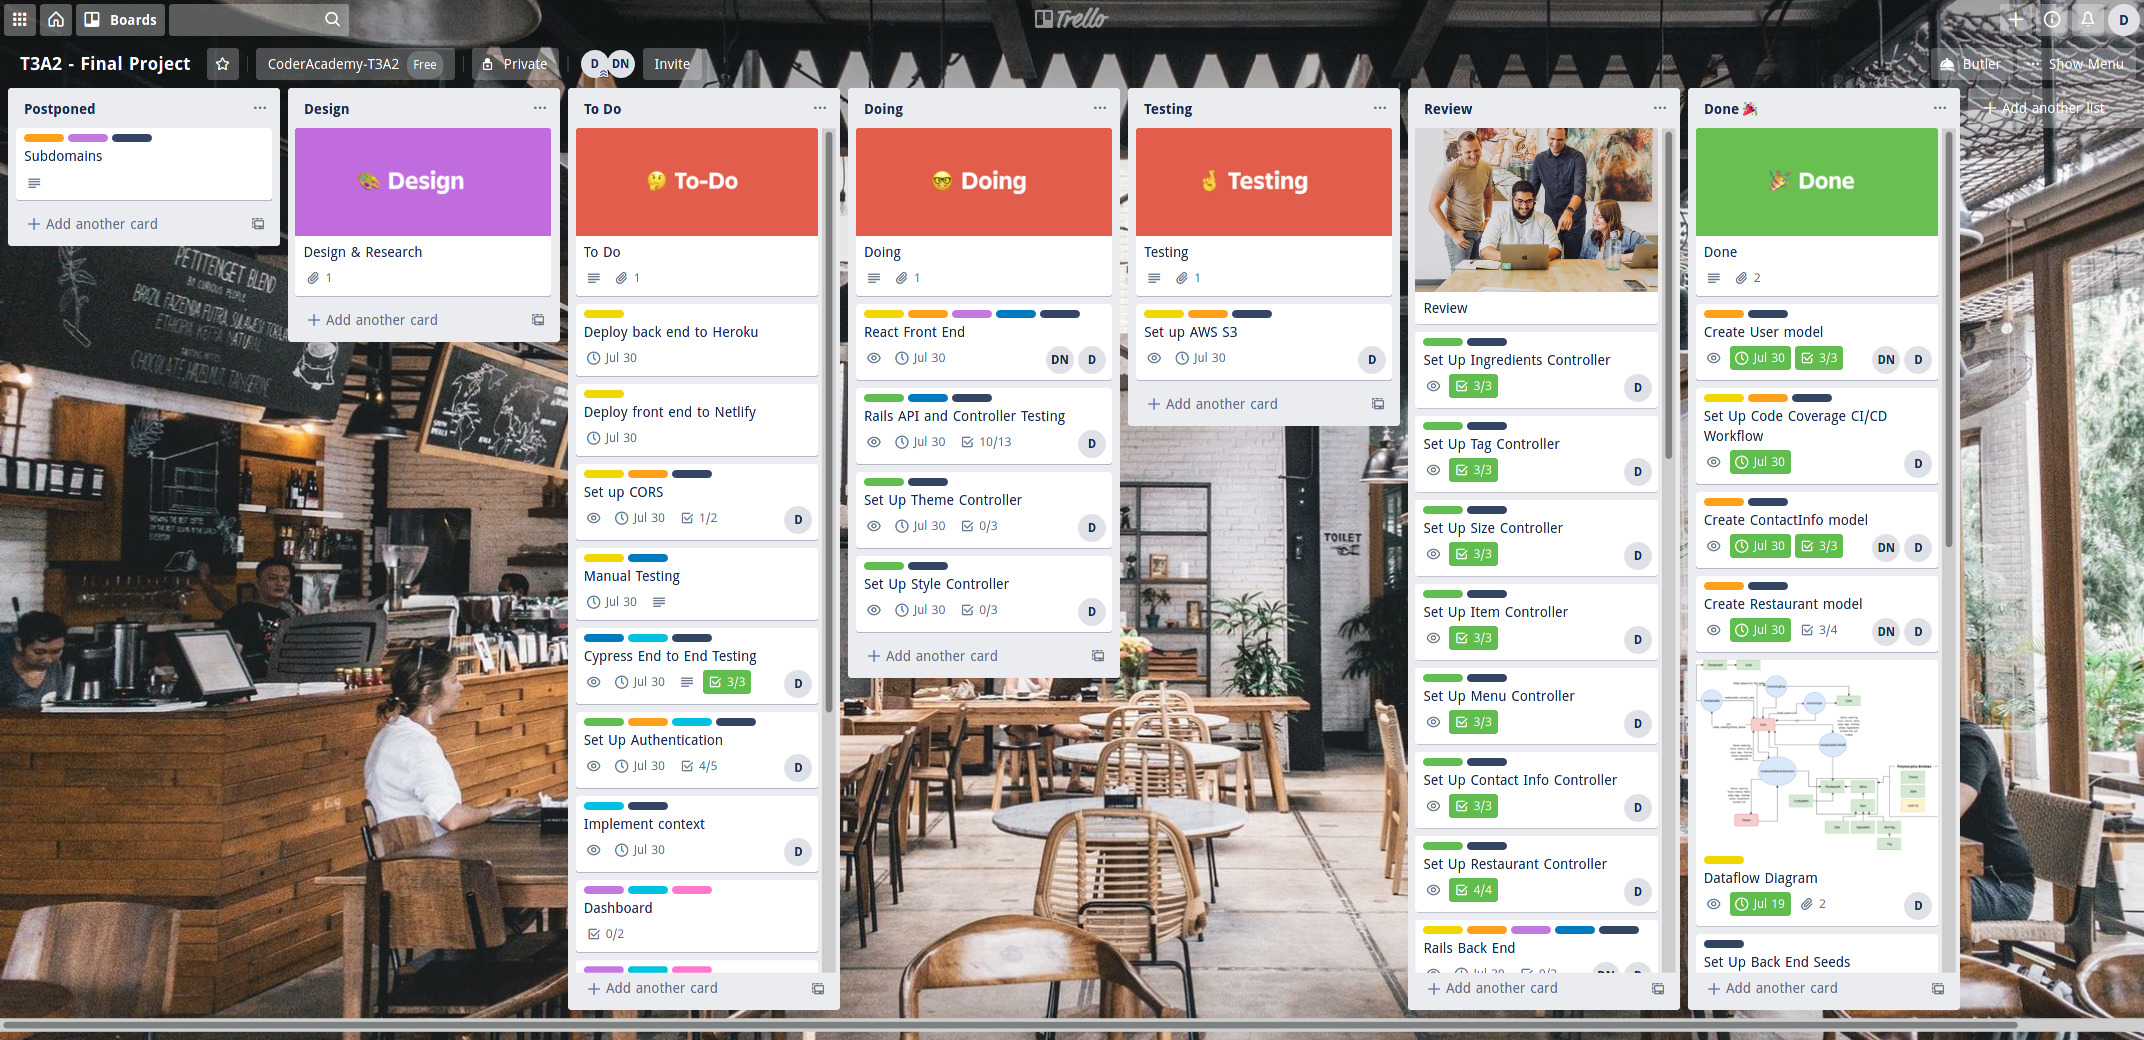 Boards
Trello
D
T3A2 - Final Project
CoderAcademy-T3A2 Free
Private
D DN
Invite
Butler
Show Menu
Postponed
Subdomains
Add another card
Design
Design
Design & Research
1
Add another card
To Do
To-Do
To Do
1
Deploy back end to Heroku
Jul 30
Deploy front end to Netlify
Jul 30
Set up CORS
Jul 30 1/2 D
Manual Testing
Jul 30
Cypress End to End Testing
Jul 30 3/3 D
Set Up Authentication
Jul 30 4/5 D
Implement context
Jul 30 D
Dashboard
0/2
Add another card
Doing
Doing
Doing
1
React Front End
Jul 30 DN D
Rails API and Controller Testing
Jul 30 10/13 D
Set Up Theme Controller
Jul 30 0/3 D
Set Up Style Controller
Jul 30 0/3 D
Add another card
Testing
Testing
Testing
1
Set up AWS S3
Jul 30 D
Add another card
Review
Review
Set Up Ingredients Controller
3/3 D
Set Up Tag Controller
3/3 D
Set Up Size Controller
3/3 D
Set Up Item Controller
3/3 D
Set Up Menu Controller
3/3 D
Set Up Contact Info Controller
3/3 D
Set Up Restaurant Controller
4/4 D
Rails Back End
Add another card
Done
Done
Done
2
Create User model
Jul 30 3/3 DN D
Set Up Code Coverage CI/CD
Workflow
Jul 30 D
Create ContactInfo model
Jul 30 3/3 DN D
Create Restaurant model
Jul 30 3/4 DN D
Dataflow Diagram
Jul 19 2 D
Set Up Back End Seeds
Add another card
Add another list
PETITENGET BLEND
BY CURIOUS PEOPLE
TOILET